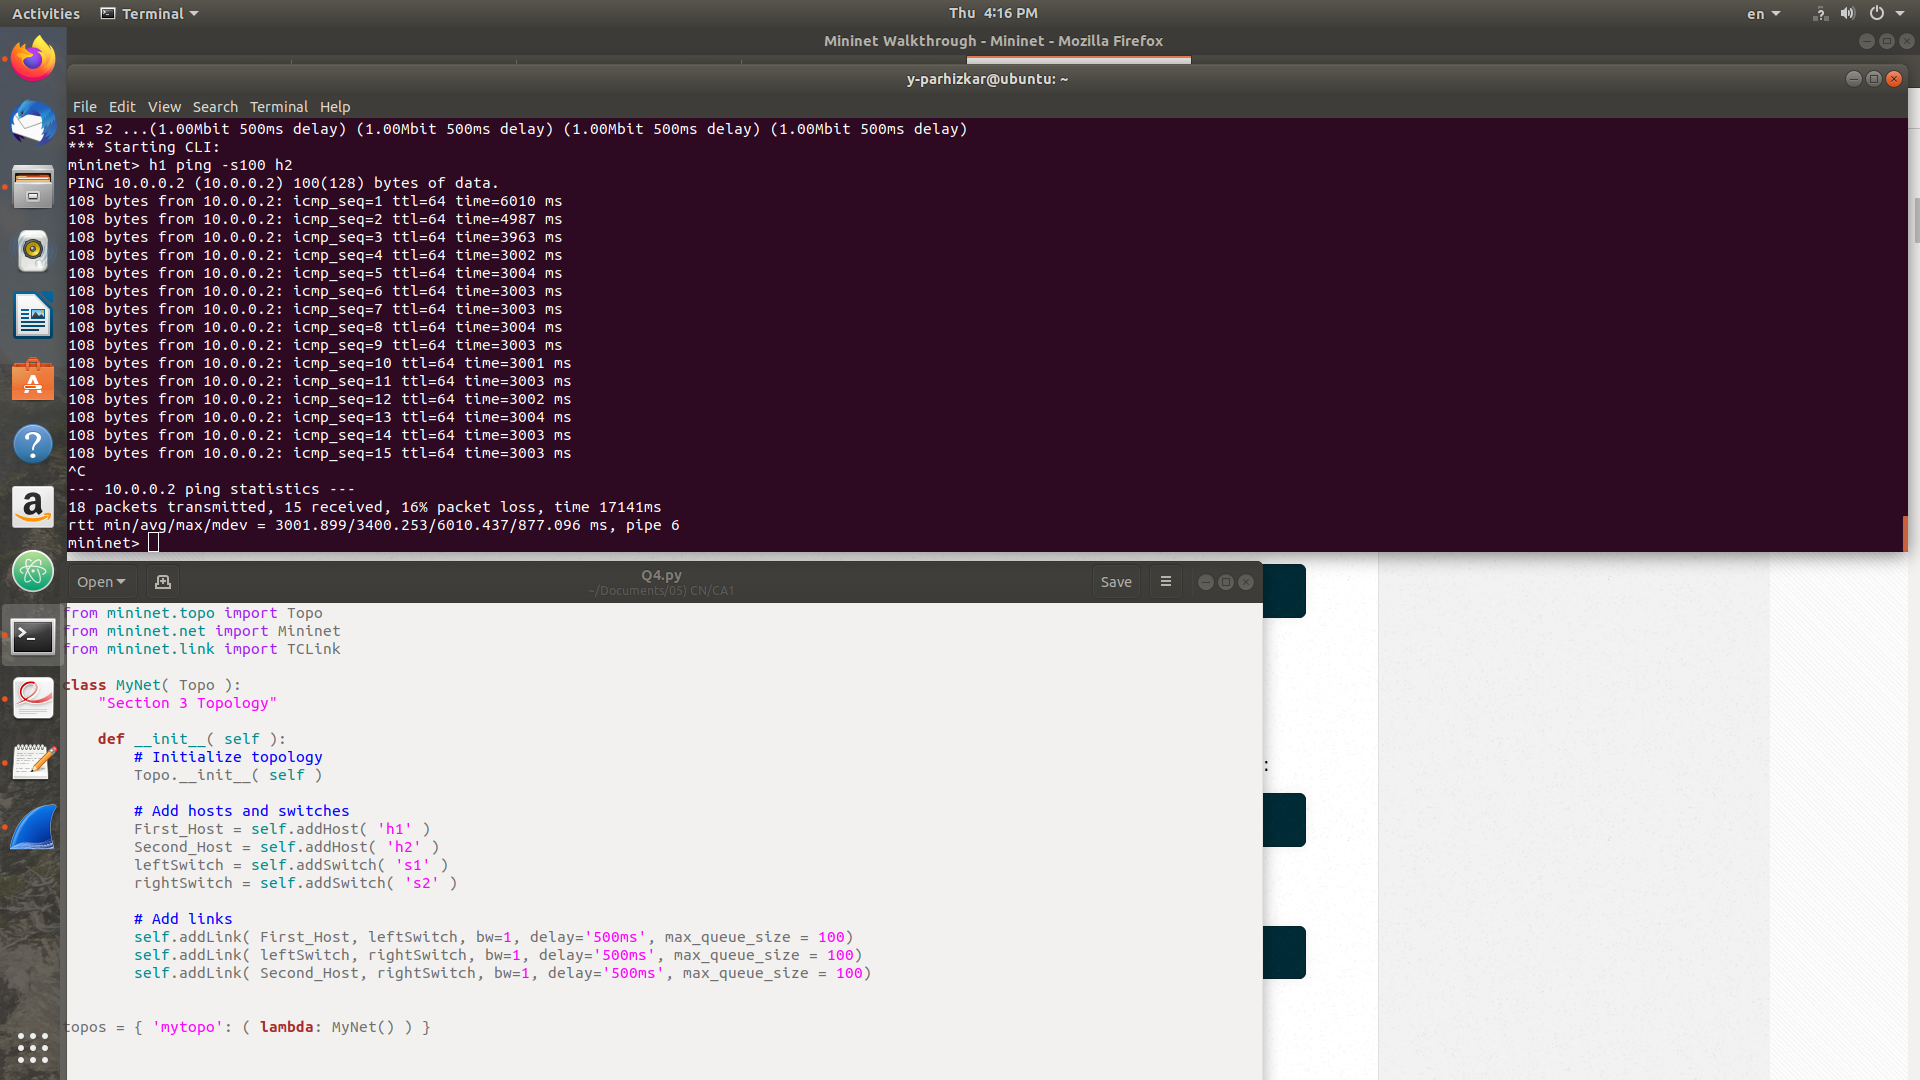 Activities
Terminal
Thu 4:16 PM
en
Mininet Walkthrough - Mininet - Mozilla Firefox
y-parhizkar@ubuntu: ~
File Edit View Search Terminal Help
s1 s2 ...(1.00Mbit 500ms delay) (1.00Mbit 500ms delay) (1.00Mbit 500ms delay) (1.00Mbit 500ms delay)
*** Starting CLI:
mininet> h1 ping -s100 h2
PING 10.0.0.2 (10.0.0.2) 100(128) bytes of data.
108 bytes from 10.0.0.2: icmp_seq=1 ttl=64 time=6010 ms
108 bytes from 10.0.0.2: icmp_seq=2 ttl=64 time=4987 ms
108 bytes from 10.0.0.2: icmp_seq=3 ttl=64 time=3963 ms
108 bytes from 10.0.0.2: icmp_seq=4 ttl=64 time=3002 ms
108 bytes from 10.0.0.2: icmp_seq=5 ttl=64 time=3004 ms
108 bytes from 10.0.0.2: icmp_seq=6 ttl=64 time=3003 ms
108 bytes from 10.0.0.2: icmp_seq=7 ttl=64 time=3003 ms
108 bytes from 10.0.0.2: icmp_seq=8 ttl=64 time=3004 ms
108 bytes from 10.0.0.2: icmp_seq=9 ttl=64 time=3003 ms
108 bytes from 10.0.0.2: icmp_seq=10 ttl=64 time=3001 ms
108 bytes from 10.0.0.2: icmp_seq=11 ttl=64 time=3003 ms
108 bytes from 10.0.0.2: icmp_seq=12 ttl=64 time=3002 ms
108 bytes from 10.0.0.2: icmp_seq=13 ttl=64 time=3004 ms
108 bytes from 10.0.0.2: icmp_seq=14 ttl=64 time=3003 ms
108 bytes from 10.0.0.2: icmp_seq=15 ttl=64 time=3003 ms
^C
--- 10.0.0.2 ping statistics ---
18 packets transmitted, 15 received, 16% packet loss, time 17141ms
rtt min/avg/max/mdev = 3001.899/3400.253/6010.437/877.096 ms, pipe 6
mininet>
Open
Q4.py
~/Documents/05) CN/CA1
Save
from mininet.topo import Topo
from mininet.net import Mininet
from mininet.link import TCLink
class MyNet( Topo ):
"Section 3 Topology"
def __init__( self ):
# Initialize topology
Topo.__init__( self )
# Add hosts and switches
First_Host = self.addHost( 'h1' )
Second_Host = self.addHost( 'h2' )
leftSwitch = self.addSwitch( 's1' )
rightSwitch = self.addSwitch( 's2' )
# Add links
self.addLink( First_Host, leftSwitch, bw=1, delay='500ms', max_queue_size = 100)
self.addLink( leftSwitch, rightSwitch, bw=1, delay='500ms', max_queue_size = 100)
self.addLink( Second_Host, rightSwitch, bw=1, delay='500ms', max_queue_size = 100)
topos = { 'mytopo': ( lambda: MyNet() ) }
: